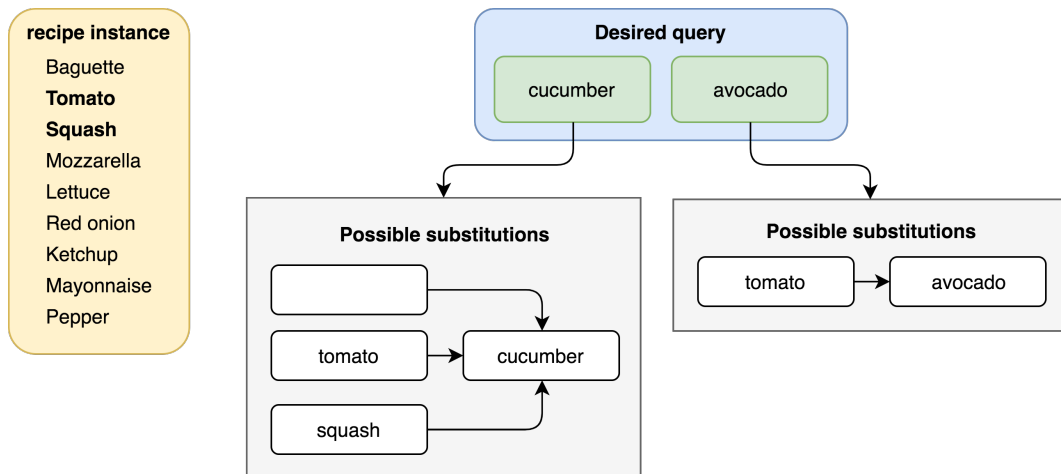 recipe instance
Baguette
Tomato
Squash
Mozzarella
Lettuce
Red onion
Ketchup
Mayonnaise
Pepper
Desired query
cucumber
avocado
Possible substitutions
tomato
cucumber
squash
Possible substitutions
tomato
avocado